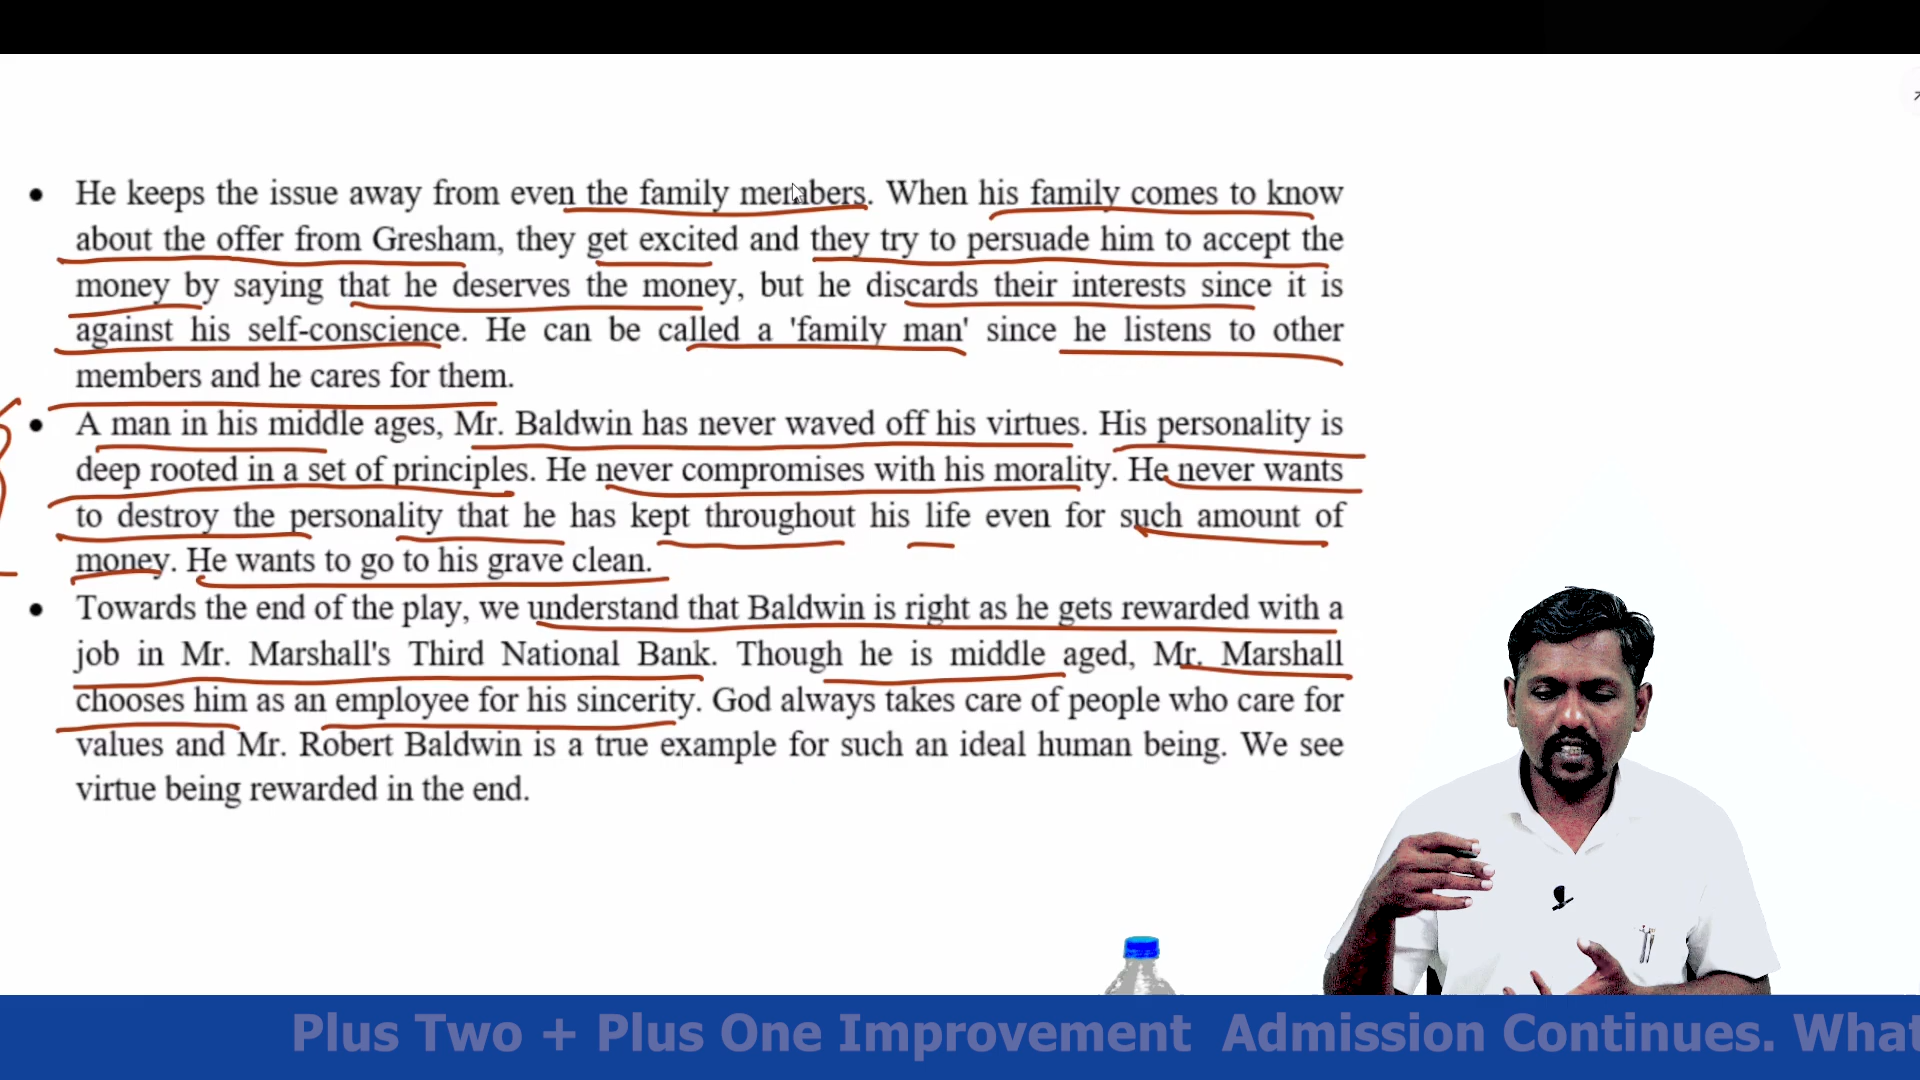 • He keeps the issue away from even the family members. When his family comes to know
about the offer from Gresham, they get excited and they try to persuade him to accept the
money by saying that he deserves the money, but he discards their interests since it is
against his self-conscience. He can be called a 'family man' since he listens to other
members and he cares for them.
• A man in his middle ages, Mr. Baldwin has never waved off his virtues. His personality is
deep rooted in a set of principles. He never compromises with his morality. He never wants
to destroy the personality that he has kept throughout his life even for such amount of
money. He wants to go to his grave clean.
• Towards the end of the play, we understand that Baldwin is right as he gets rewarded with a
job in Mr. Marshall's Third National Bank. Though he is middle aged, Mr. Marshall
chooses him as an employee for his sincerity. God always takes care of people who care for
values and Mr. Robert Baldwin is a true example for such an ideal human being. We see
virtue being rewarded in the end.
Plus Two + Plus One Improvement Admission Continues. What